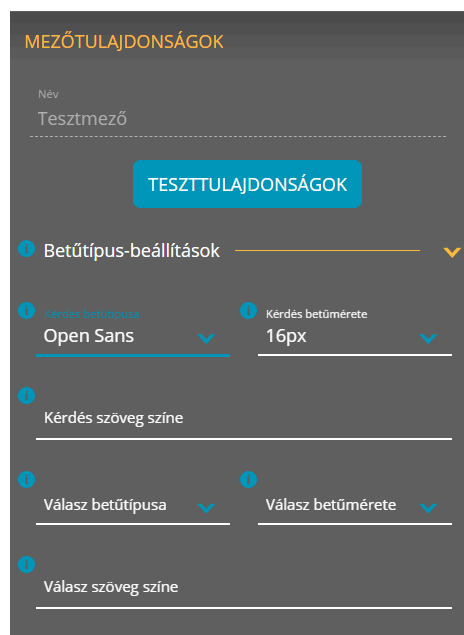 MEZŐTULAJDONSÁGOK
Név
Tesztmező
TESZTTULAJDONSÁGOK
Betűtípus-beállítások
Kérdés betűtípusa
Kérdés betűmérete
Open Sans
16px
Kérdés szöveg színe
Válasz betűtípusa
Válasz betűmérete
Válasz szöveg színe